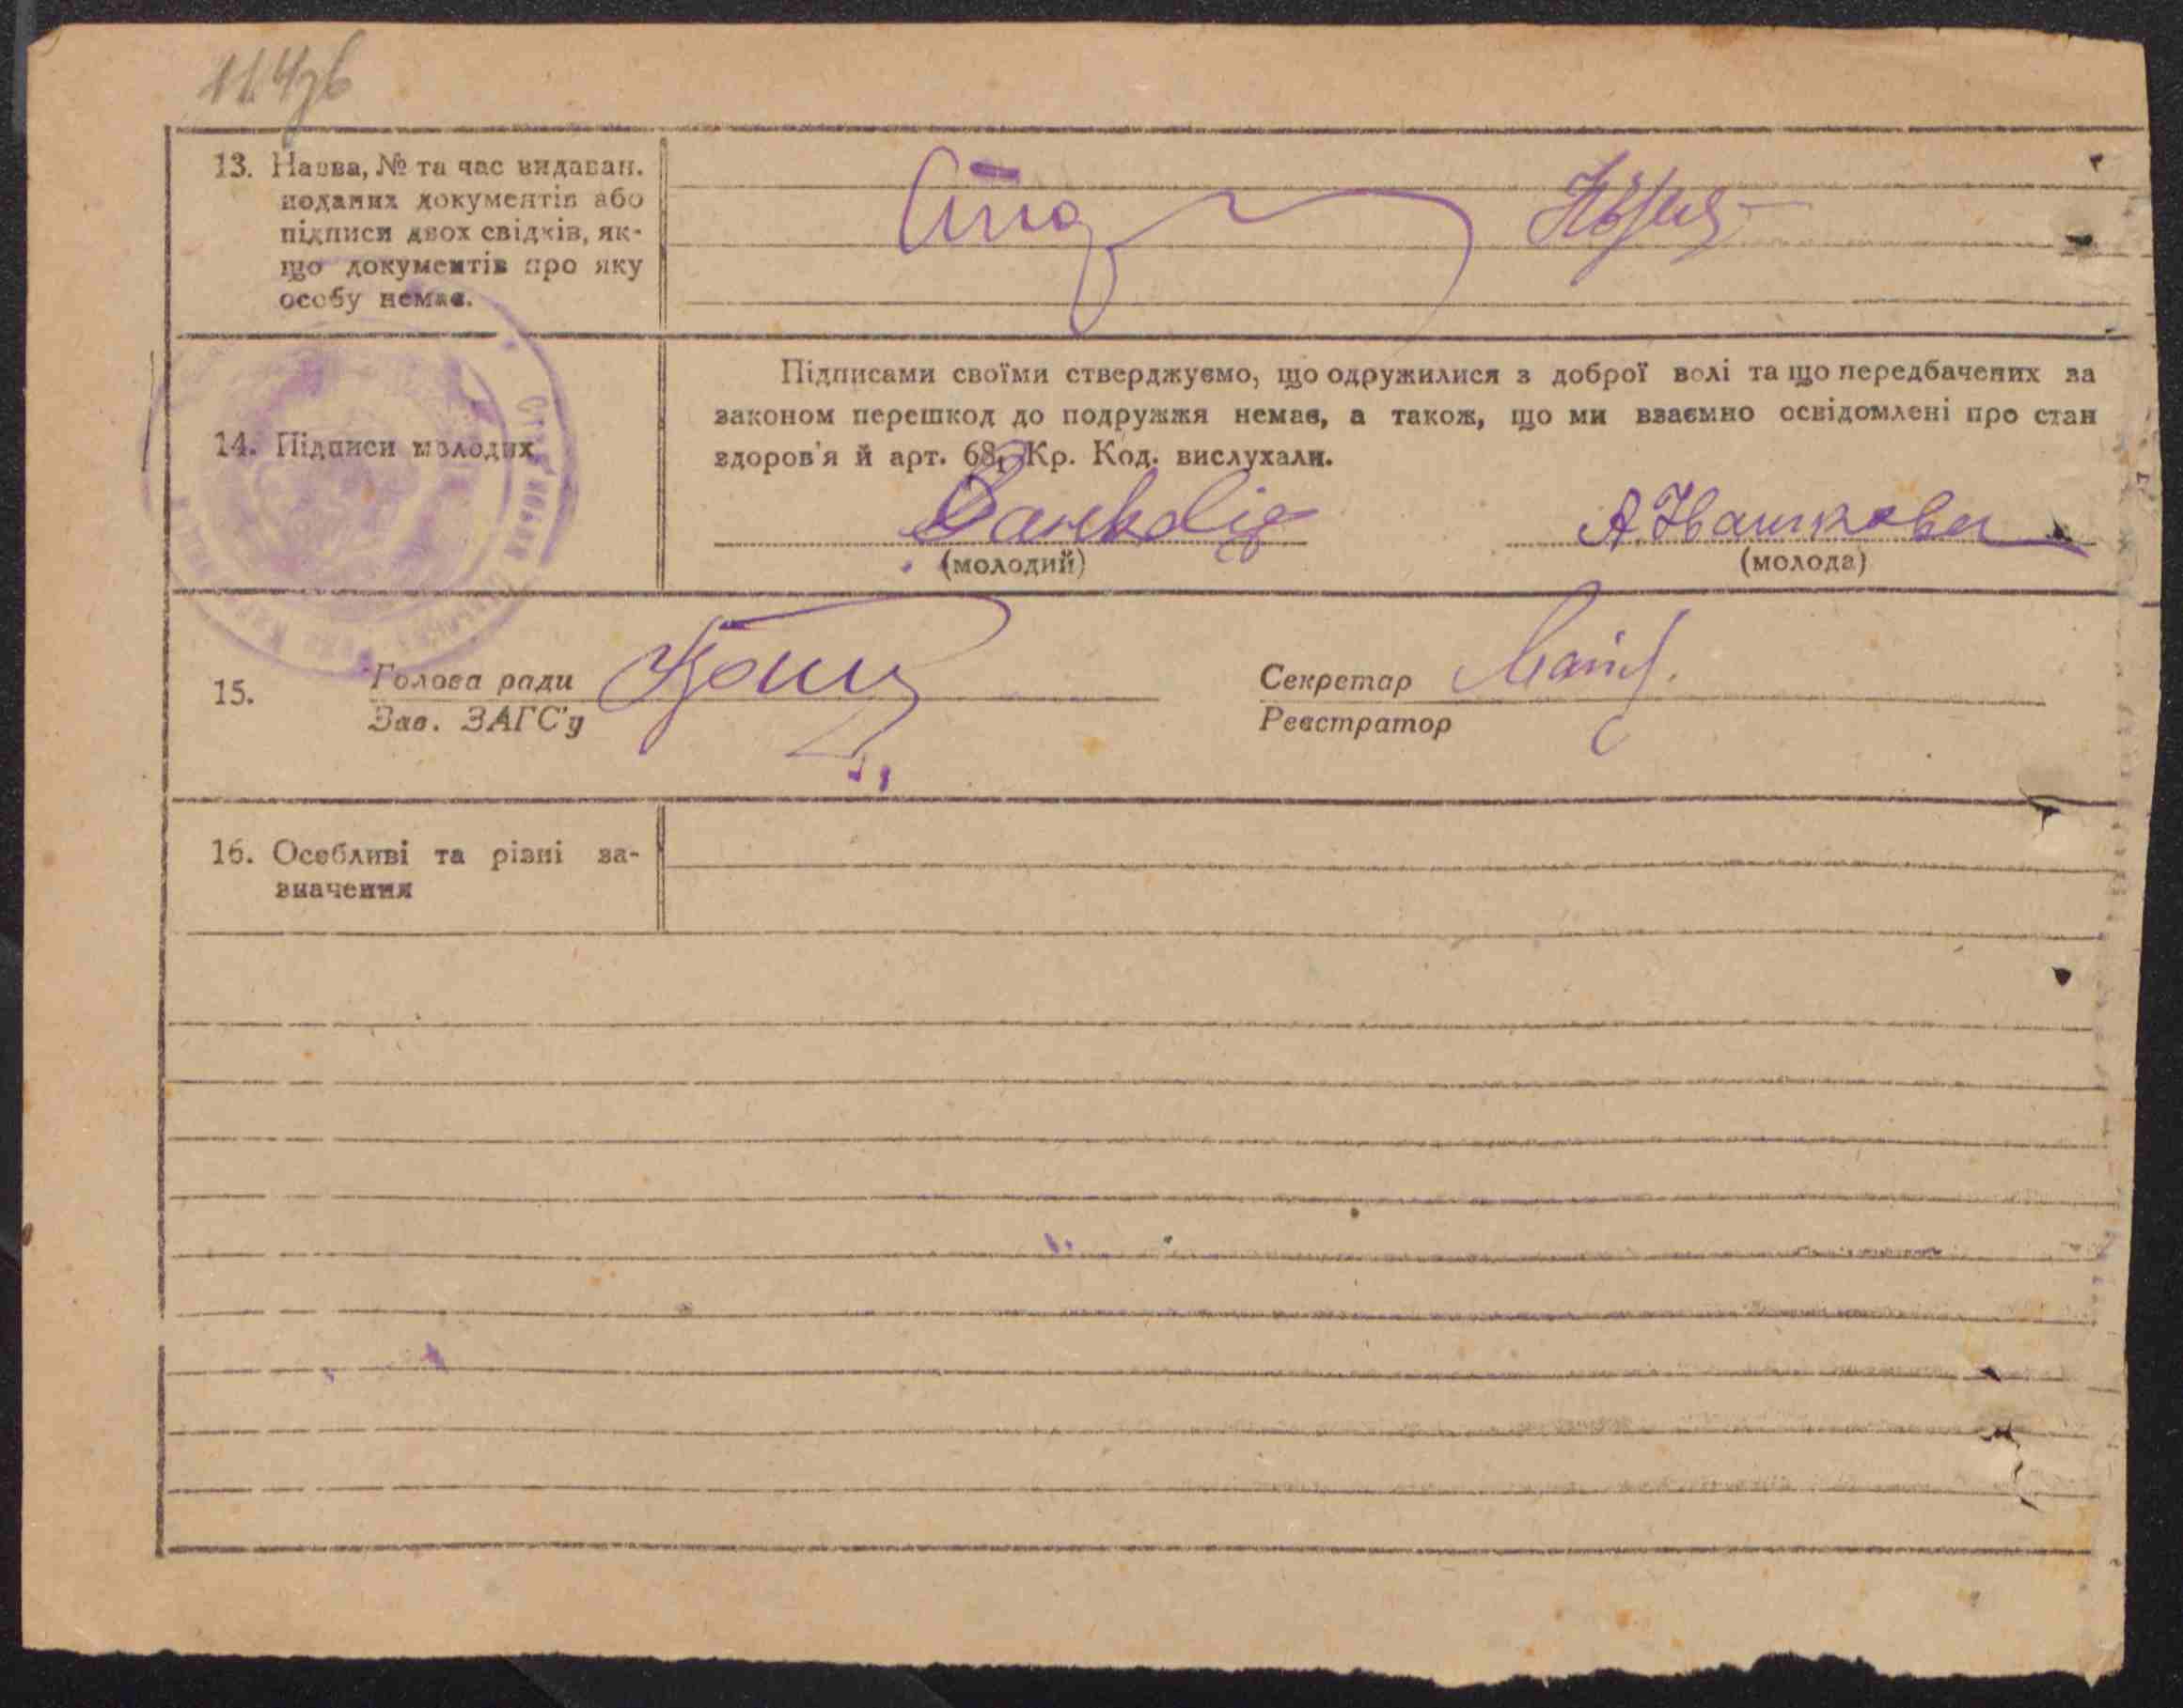 13. Назва, № та час видаван.
поданих документів або
підписи двох свідків, як-
що документів про яку
особу немає.
Підписами своїми стверджуємо, що одружилися з доброї волі та що передбачених за
законом перешкод до подружжя немає, а також, що ми взаємно освідомлені про стан
здоров'я й арт. 68, Кр. Код. вислухали.
14. Підписи молодих
(молодий)
(молода)
15.
Голова ради
Секретар
Зав. ЗАГС'у
Реєстратор
16. Особливі та різні за-
значення